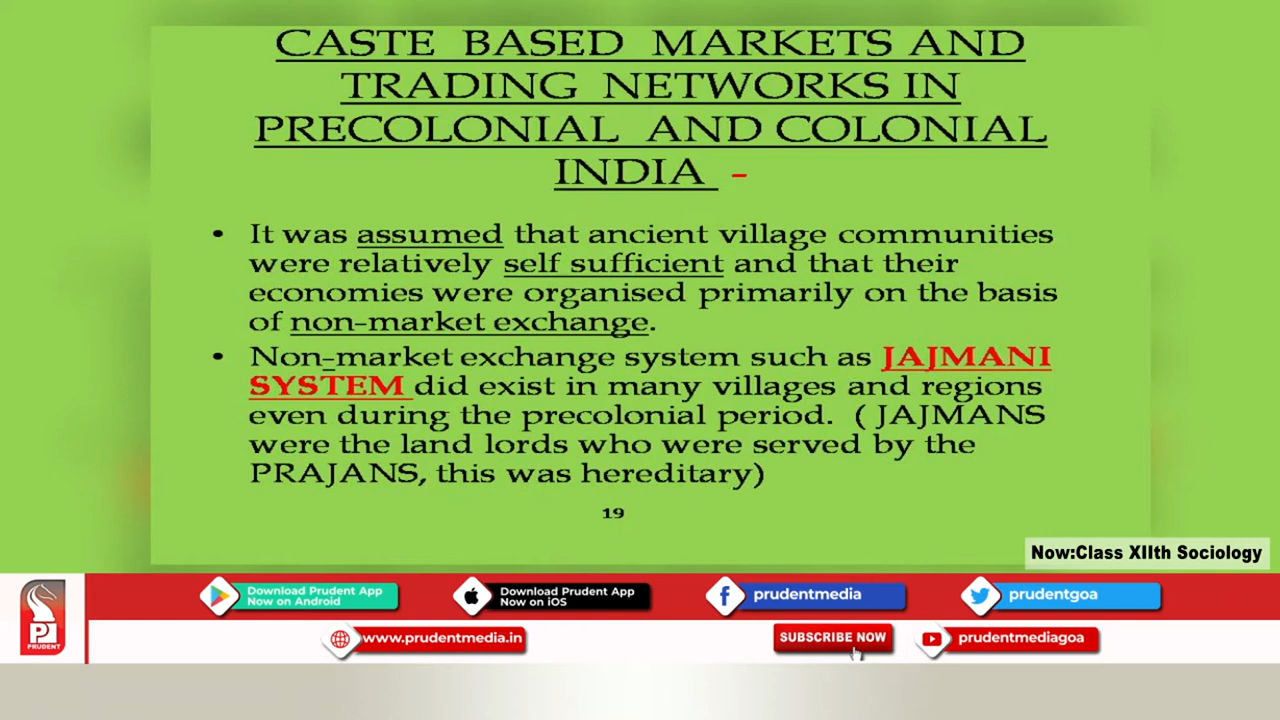 CASTE BASED MARKETS AND
TRADING NETWORKS IN
PRECOLONIAL AND COLONIAL
INDIA -
• It was assumed that ancient village communities
were relatively self sufficient and that their
economies were organised primarily on the basis
of non-market exchange.
• Non-market exchange system such as JAJMANI
SYSTEM did exist in many villages and regions
even during the precolonial period. ( JAJMANS
were the land lords who were served by the
PRAJANS, this was hereditary)
19
Now:Class XIIth Sociology
Download Prudent App
Now on Android
Download Prudent App
Now on iOS
prudentmedia
prudentgoa
PRUDENT
www.prudentmedia.in
SUBSCRIBE NOW
prudentmediagoa